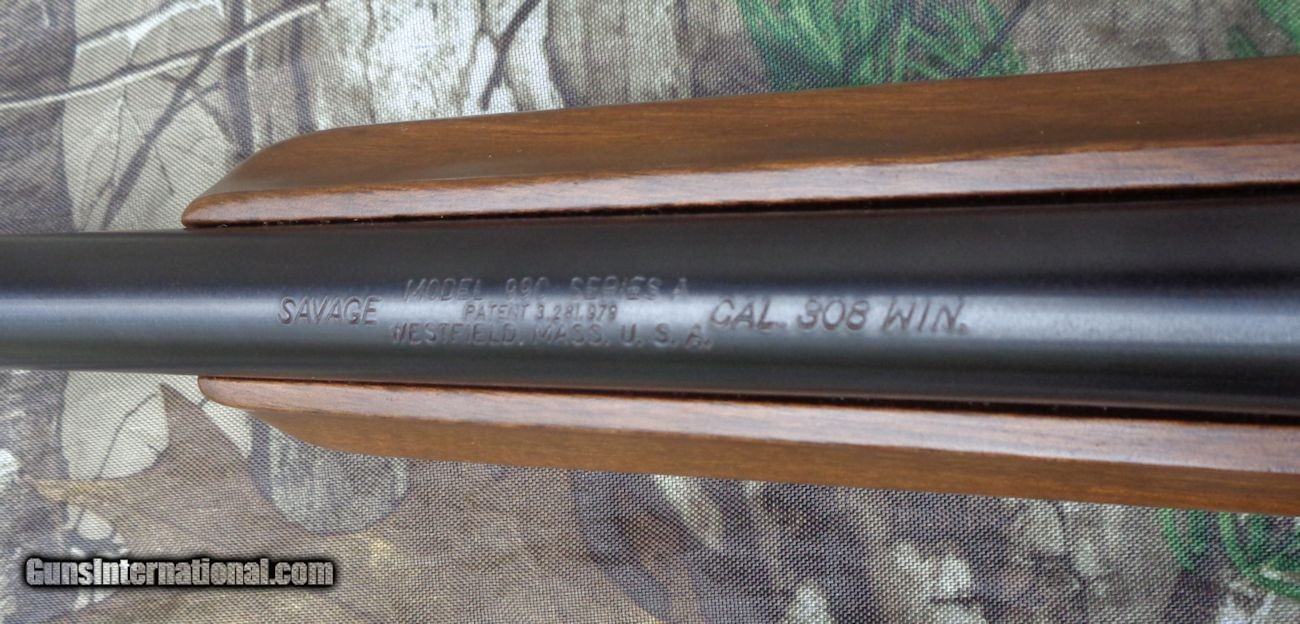 SAVAGE
MODEL 99C SERIES A
PATENT 3,281,979
WESTFIELD, MASS. U. S. A.
CAL. 308 WIN.
GunsInternational.com